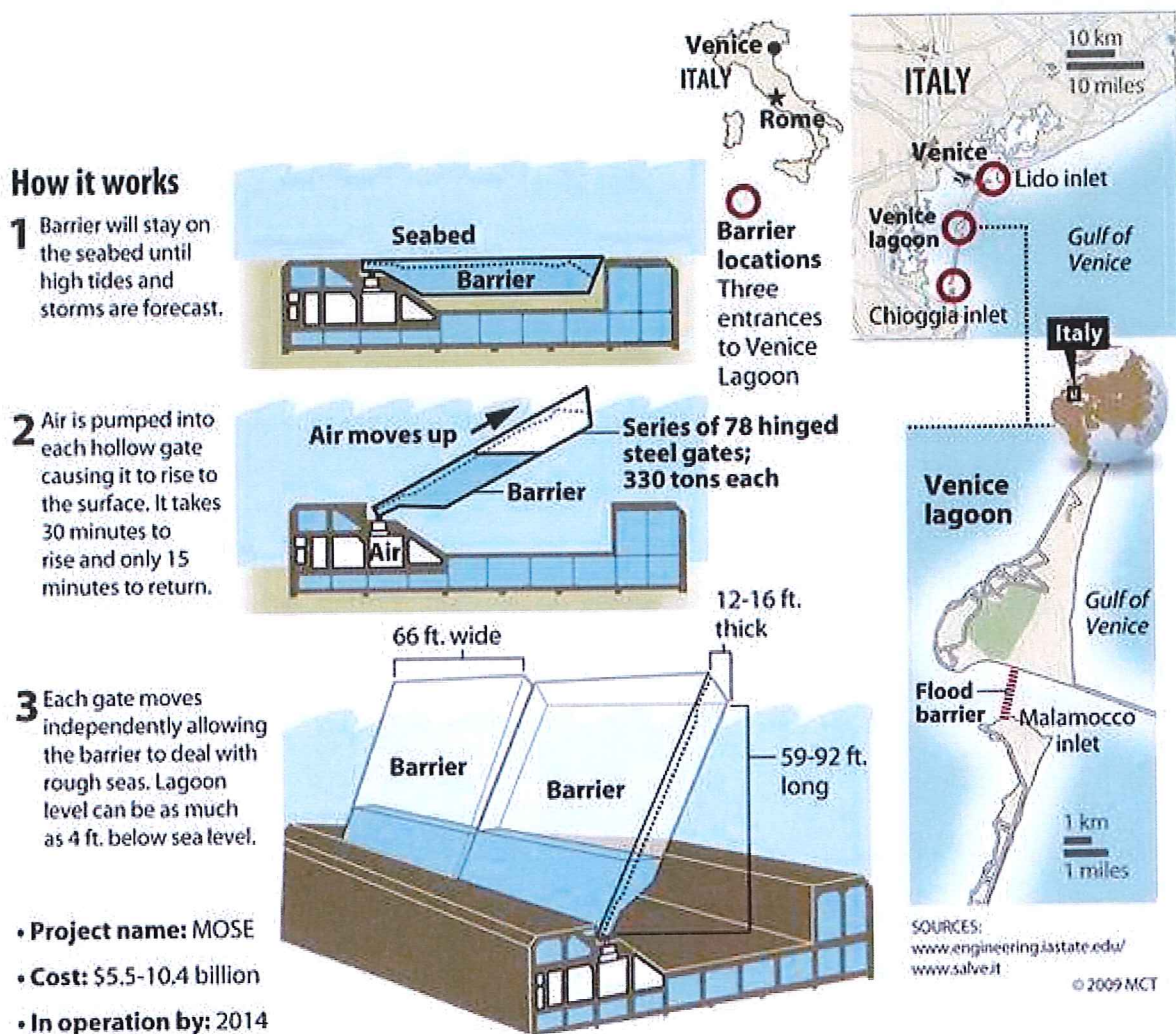 How it works
1 Barrier will stay on
the seabed until
high tides and
storms are forecast.
Seabed
Barrier
2 Air is pumped into
each hollow gate
causing it to rise to
the surface. It takes
30 minutes to
rise and only 15
minutes to return.
Air moves up
Series of 78 hinged
steel gates;
330 tons each
Barrier
Air
3 Each gate moves
independently allowing
the barrier to deal with
rough seas. Lagoon
level can be as much
as 4 ft. below sea level.
66 ft. wide
12-16 ft.
thick
Barrier
Barrier
59-92 ft.
long
• Project name: MOSE
• Cost: $5.5-10.4 billion
• In operation by: 2014
Venice
ITALY
Rome
Barrier
locations
Three
entrances
to Venice
Lagoon
ITALY
10 km
10 miles
Venice
Lido inlet
Venice
lagoon
Gulf of
Venice
Chioggia inlet
Italy
Venice
lagoon
Gulf of
Venice
Flood
barrier
Malamocco
inlet
1 km
1 miles
SOURCES:
www.engineering.iastate.edu/
www.salve.it
© 2009 MCT